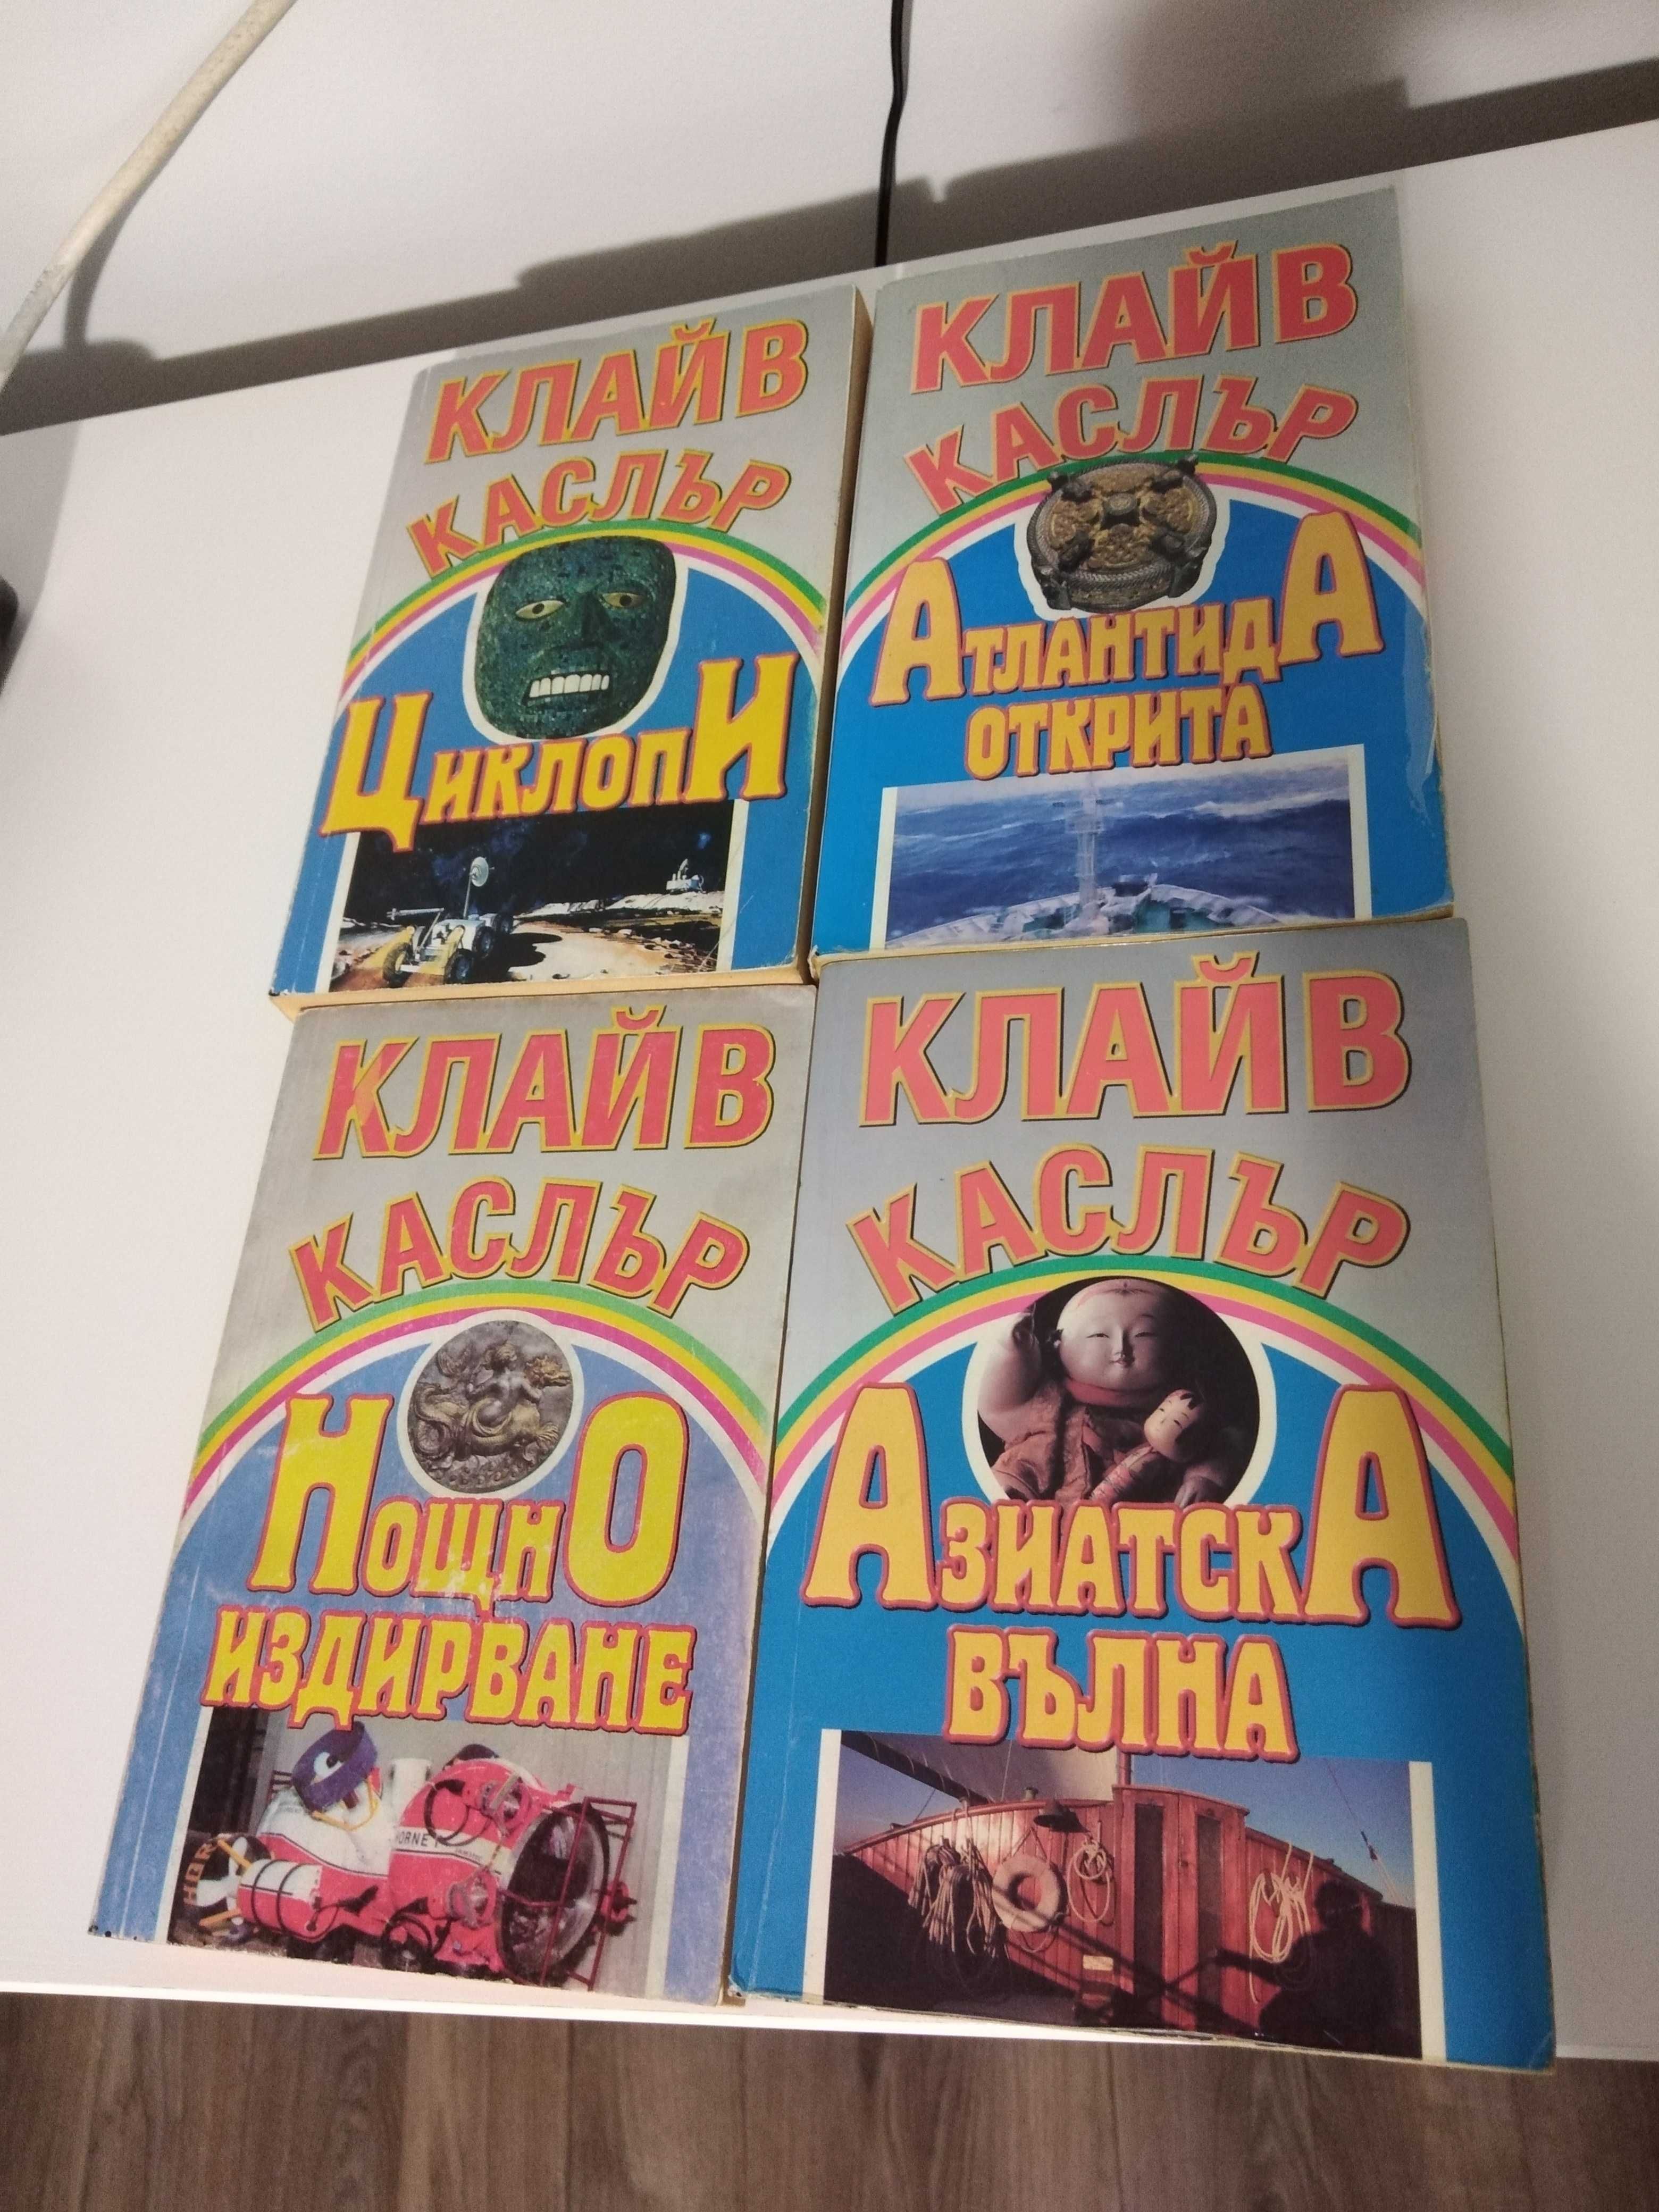 КЛАЙВ
КАСЛЪР
ЦИКЛОПИ
КЛАЙВ
КАСЛЪР
АТЛАНТИДА
ОТКРИТА
КЛАЙВ
КАСЛЪР
НОЩНО
ИЗДИРВАНЕ
КЛАЙВ
КАСЛЪР
АЗИАТСКА
ВЪЛНА